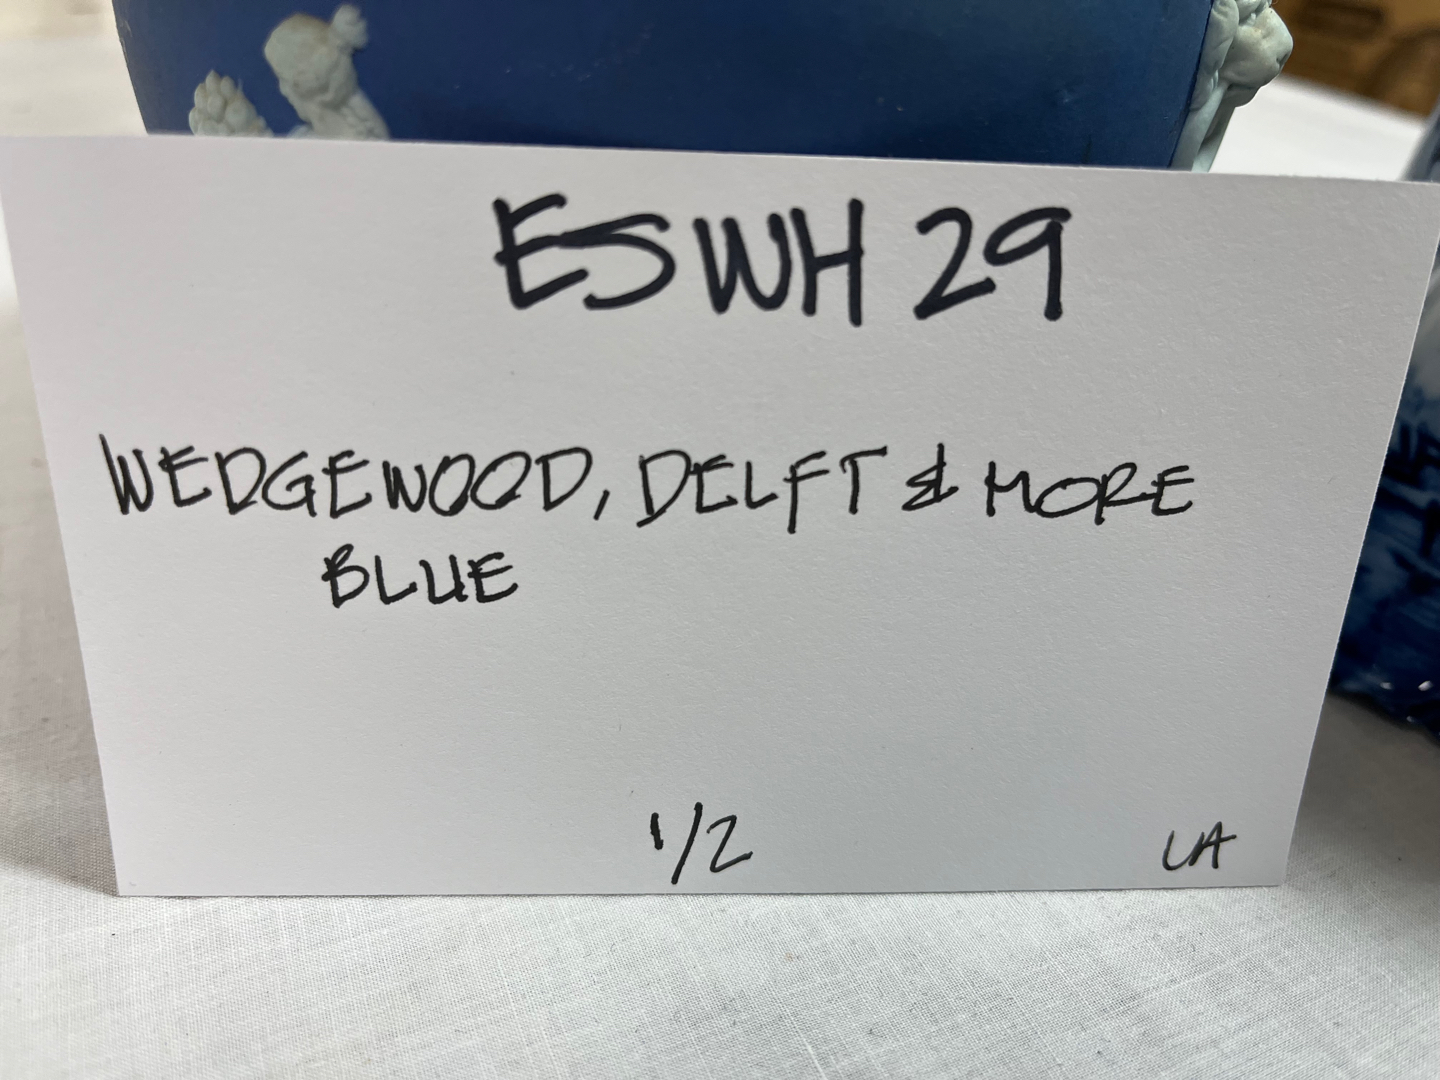 ESWH 29
WEDGEWOOD, DELFT & MORE
BLUE
1/2
LA